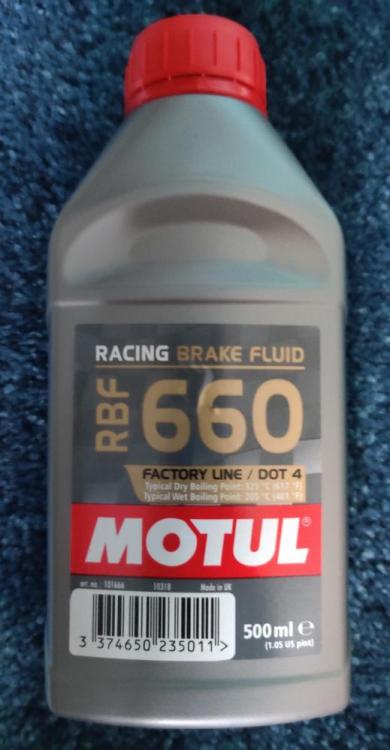 RACING BRAKE FLUID
RBF 660
FACTORY LINE / DOT 4
Typical Dry Boiling Point: 325 °C (617 °F)
Typical Wet Boiling Point: 205 °C (401 °F)
MOTUL®
art. no. : 101666 10318 Made in UK
3 374650 235011 >
500 ml ℮
(1.05 US pint)